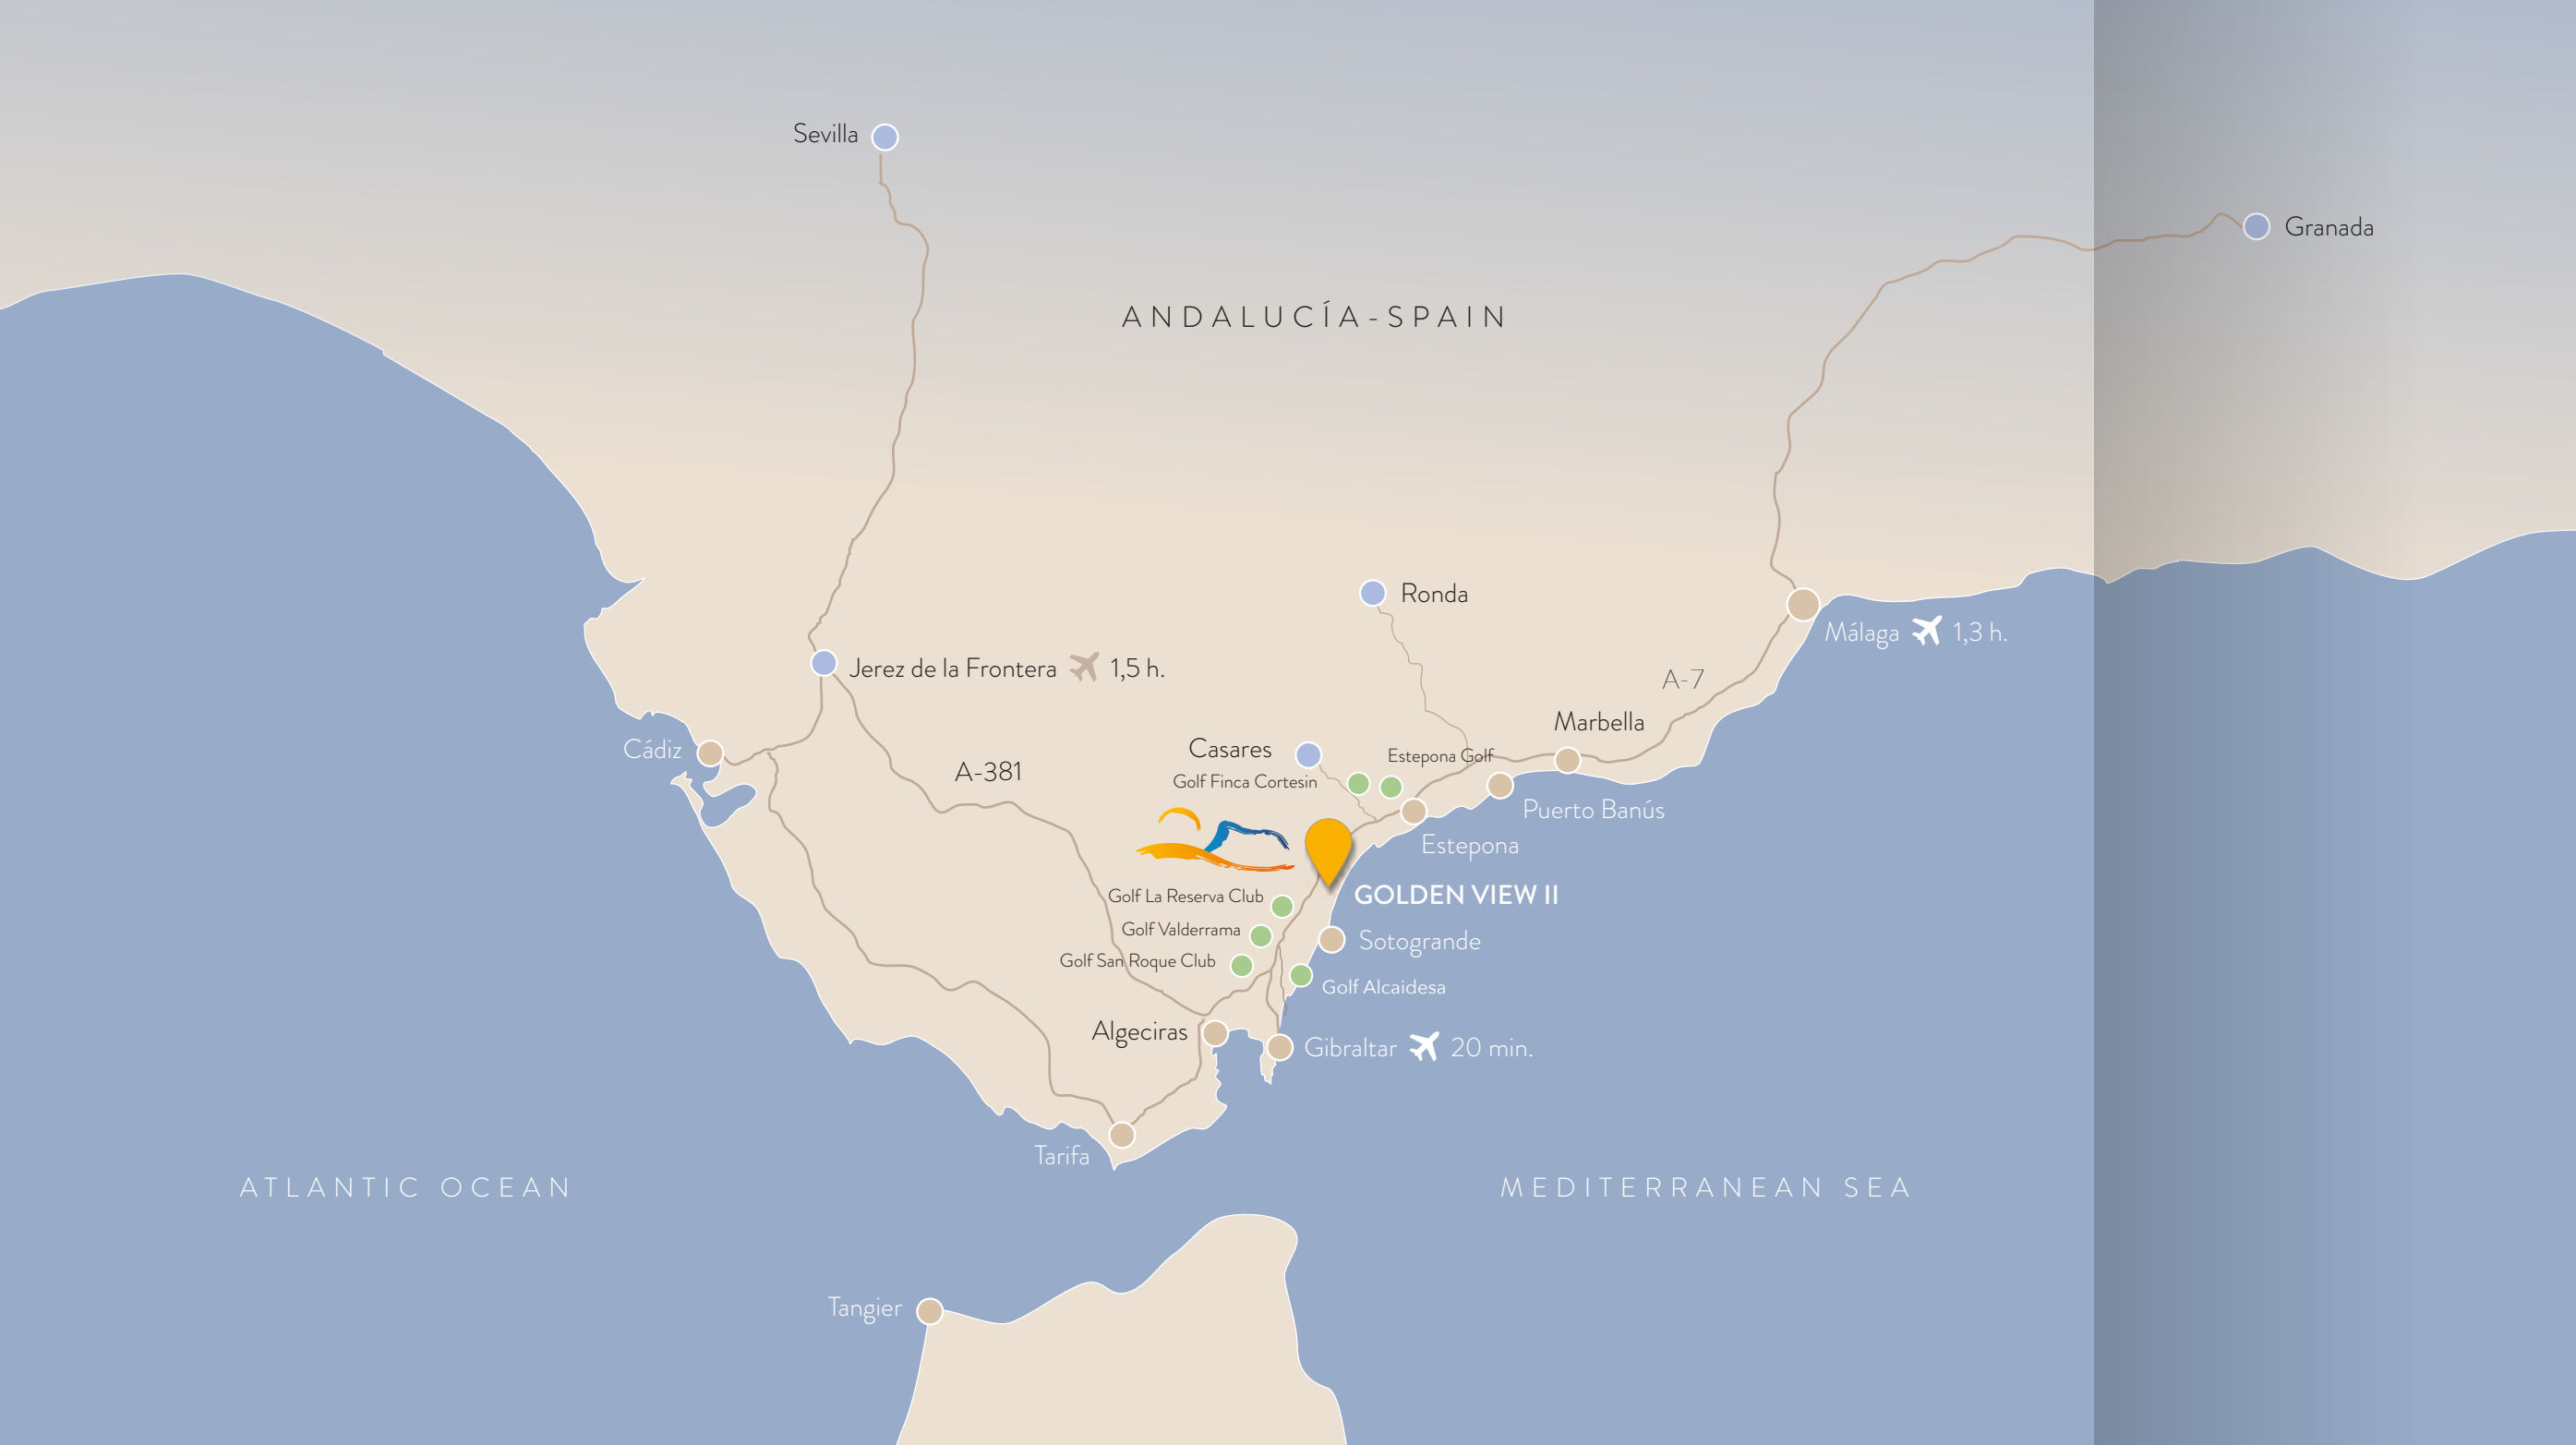 Sevilla
Granada
ANDALUCÍA-SPAIN
Ronda
Málaga 1,3 h.
Jerez de la Frontera 1,5 h.
A-7
Marbella
Cádiz
Casares
Estepona Golf
A-381
Golf Finca Cortesin
Puerto Banús
Estepona
Golf La Reserva Club
GOLDEN VIEW II
Golf Valderrama
Sotogrande
Golf San Roque Club
Golf Alcaidesa
Algeciras
Gibraltar 20 min.
Tarifa
ATLANTIC OCEAN
MEDITERRANEAN SEA
Tangier